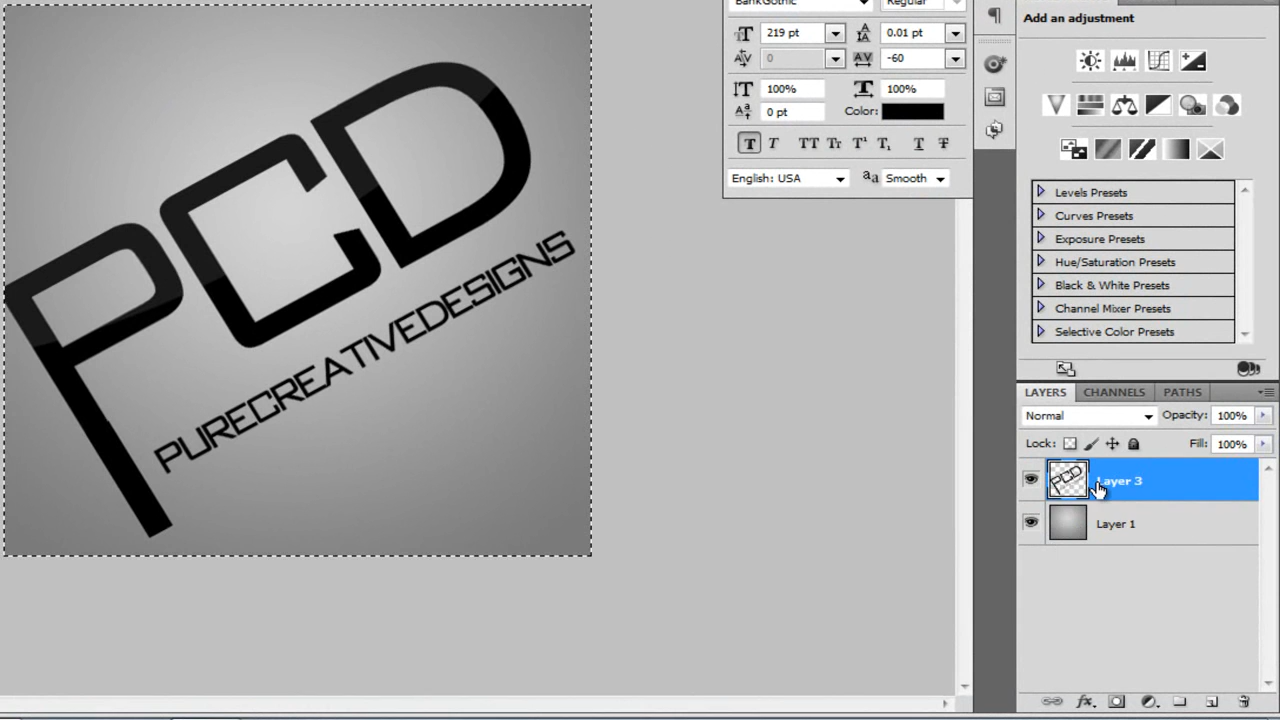 PCD
PURECREATIVEDESIGNS
BankGothic Regular
219 pt 0.01 pt
0 -60
100% 100%
0 pt Color:
T T TT Tr T¹ T, T T
English: USA aa Smooth
Add an adjustment
Levels Presets
Curves Presets
Exposure Presets
Hue/Saturation Presets
Black & White Presets
Channel Mixer Presets
Selective Color Presets
LAYERS CHANNELS PATHS
Normal Opacity: 100%
Lock: Fill: 100%
PCD Layer 3
Layer 1
fx